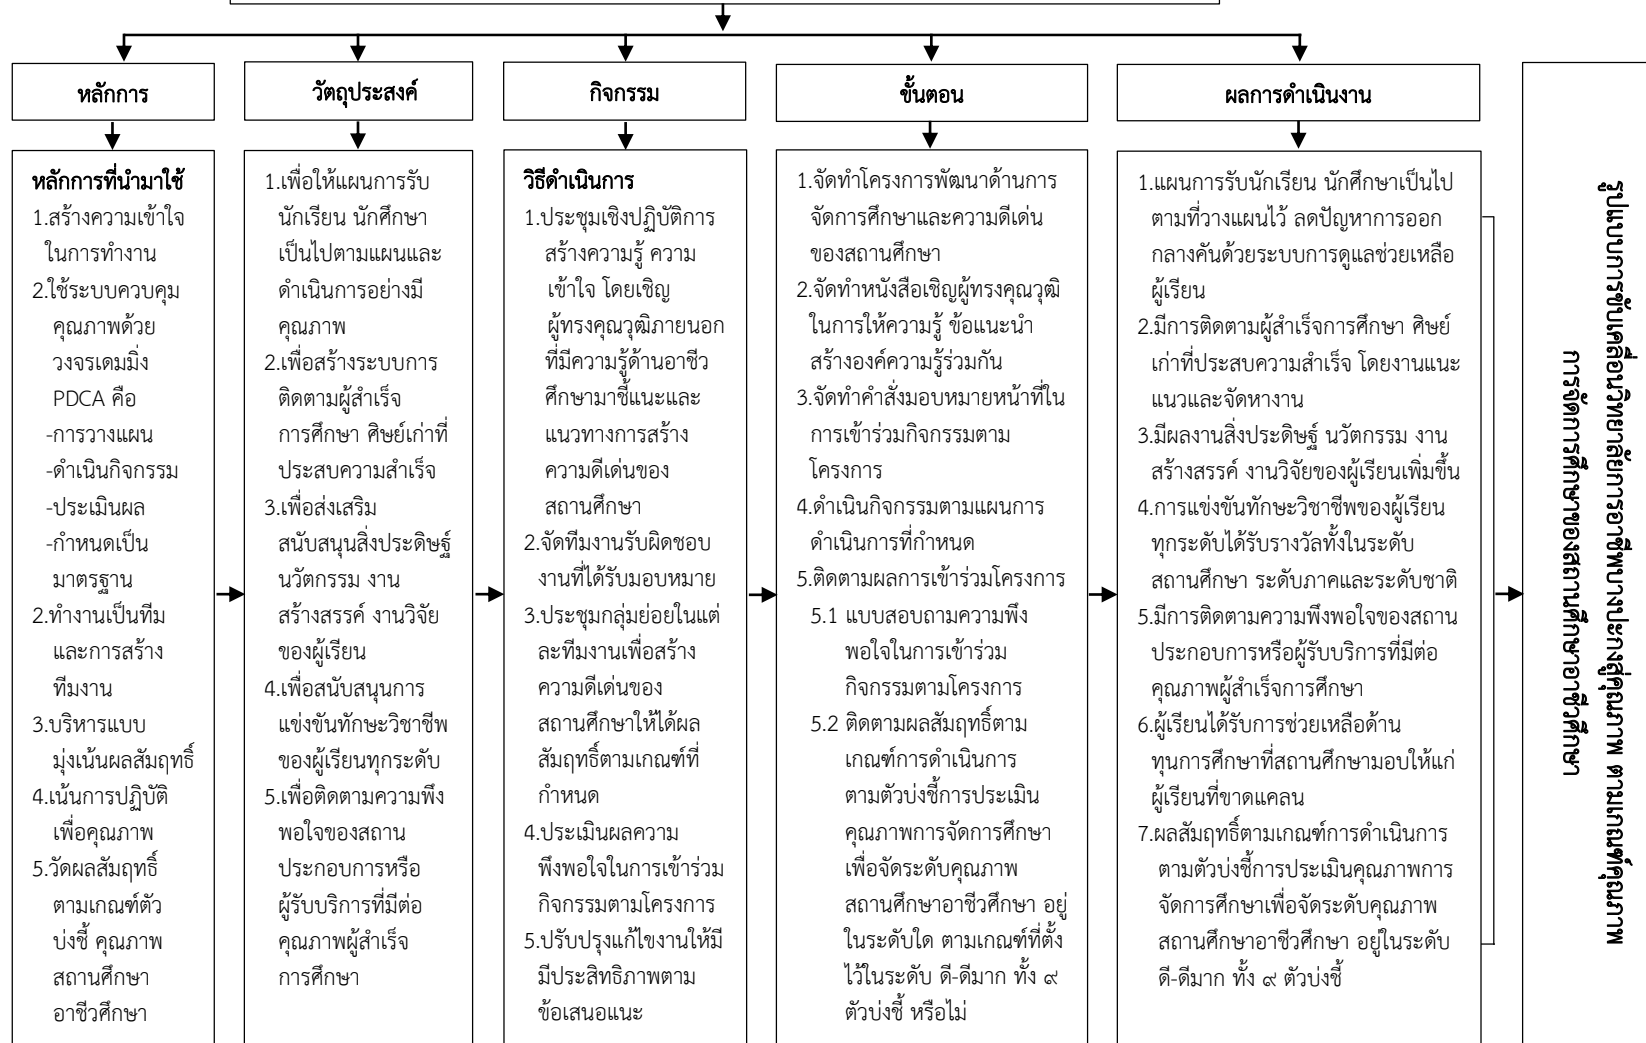 หลักการ
วัตถุประสงค์
กิจกรรม
ขั้นตอน
ผลการดำเนินงาน
หลักการที่นำมาใช้
1.สร้างความเข้าใจ
ในการทำงาน
2.ใช้ระบบควบคุม
คุณภาพด้วย
วงจรเดมมิ่ง
PDCA คือ
-การวางแผน
-ดำเนินกิจกรรม
-ประเมินผล
-กำหนดเป็น
มาตรฐาน
2.ทำงานเป็นทีม
และการสร้าง
ทีมงาน
3.บริหารแบบ
มุ่งเน้นผลสัมฤทธิ์
4.เน้นการปฏิบัติ
เพื่อคุณภาพ
5.วัดผลสัมฤทธิ์
ตามเกณฑ์ตัว
บ่งชี้ คุณภาพ
สถานศึกษา
อาชีวศึกษา
1.เพื่อให้แผนการรับ
นักเรียน นักศึกษา
เป็นไปตามแผนและ
ดำเนินการอย่างมี
คุณภาพ
2.เพื่อสร้างระบบการ
ติดตามผู้สำเร็จ
การศึกษา ศิษย์เก่าที่
ประสบความสำเร็จ
3.เพื่อส่งเสริม
สนับสนุนสิ่งประดิษฐ์
นวัตกรรม งาน
สร้างสรรค์ งานวิจัย
ของผู้เรียน
4.เพื่อสนับสนุนการ
แข่งขันทักษะวิชาชีพ
ของผู้เรียนทุกระดับ
5.เพื่อติดตามความพึง
พอใจของสถาน
ประกอบการหรือ
ผู้รับบริการที่มีต่อ
คุณภาพผู้สำเร็จ
การศึกษา
วิธีดำเนินการ
1.ประชุมเชิงปฏิบัติการ
สร้างความรู้ ความ
เข้าใจ โดยเชิญ
ผู้ทรงคุณวุฒิภายนอก
ที่มีความรู้ด้านอาชีว
ศึกษามาชี้แนะและ
แนวทางการสร้าง
ความดีเด่นของ
สถานศึกษา
2.จัดทีมงานรับผิดชอบ
งานที่ได้รับมอบหมาย
3.ประชุมกลุ่มย่อยในแต่
ละทีมงานเพื่อสร้าง
ความดีเด่นของ
สถานศึกษาให้ได้ผล
สัมฤทธิ์ตามเกณฑ์ที่
กำหนด
4.ประเมินผลความ
พึงพอใจในการเข้าร่วม
กิจกรรมตามโครงการ
5.ปรับปรุงแก้ไขงานให้มี
มีประสิทธิภาพตาม
ข้อเสนอแนะ
1.จัดทำโครงการพัฒนาด้านการ
จัดการศึกษาและความดีเด่น
ของสถานศึกษา
2.จัดทำหนังสือเชิญผู้ทรงคุณวุฒิ
ในการให้ความรู้ ข้อแนะนำ
สร้างองค์ความรู้ร่วมกัน
3.จัดทำคำสั่งมอบหมายหน้าที่ใน
การเข้าร่วมกิจกรรมตาม
โครงการ
4.ดำเนินกิจกรรมตามแผนการ
ดำเนินการที่กำหนด
5.ติดตามผลการเข้าร่วมโครงการ
5.1 แบบสอบถามความพึง
พอใจในการเข้าร่วม
กิจกรรมตามโครงการ
5.2 ติดตามผลสัมฤทธิ์ตาม
เกณฑ์การดำเนินการ
ตามตัวบ่งชี้การประเมิน
คุณภาพการจัดการศึกษา
เพื่อจัดระดับคุณภาพ
สถานศึกษาอาชีวศึกษา อยู่
ในระดับใด ตามเกณฑ์ที่ตั้ง
ไว้ในระดับ ดี-ดีมาก ทั้ง ๙
ตัวบ่งชี้ หรือไม่
1.แผนการรับนักเรียน นักศึกษาเป็นไป
ตามที่วางแผนไว้ ลดปัญหาการออก
กลางคันด้วยระบบการดูแลช่วยเหลือ
ผู้เรียน
2.มีการติดตามผู้สำเร็จการศึกษา ศิษย์
เก่าที่ประสบความสำเร็จ โดยงานแนะ
แนวและจัดหางาน
3.มีผลงานสิ่งประดิษฐ์ นวัตกรรม งาน
สร้างสรรค์ งานวิจัยของผู้เรียนเพิ่มขึ้น
4.การแข่งขันทักษะวิชาชีพของผู้เรียน
ทุกระดับได้รับรางวัลทั้งในระดับ
สถานศึกษา ระดับภาคและระดับชาติ
5.มีการติดตามความพึงพอใจของสถาน
ประกอบการหรือผู้รับบริการที่มีต่อ
คุณภาพผู้สำเร็จการศึกษา
6.ผู้เรียนได้รับการช่วยเหลือด้าน
ทุนการศึกษาที่สถานศึกษามอบให้แก่
ผู้เรียนที่ขาดแคลน
7.ผลสัมฤทธิ์ตามเกณฑ์การดำเนินการ
ตามตัวบ่งชี้การประเมินคุณภาพการ
จัดการศึกษาเพื่อจัดระดับคุณภาพ
สถานศึกษาอาชีวศึกษา อยู่ในระดับ
ดี-ดีมาก ทั้ง ๙ ตัวบ่งชี้
รูปแบบการขับเคลื่อนวิทยาลัยการอาชีพบางปะกงสู่คุณภาพ ตามเกณฑ์คุณภาพ
การจัดการศึกษาของสถานศึกษาอาชีวศึกษา